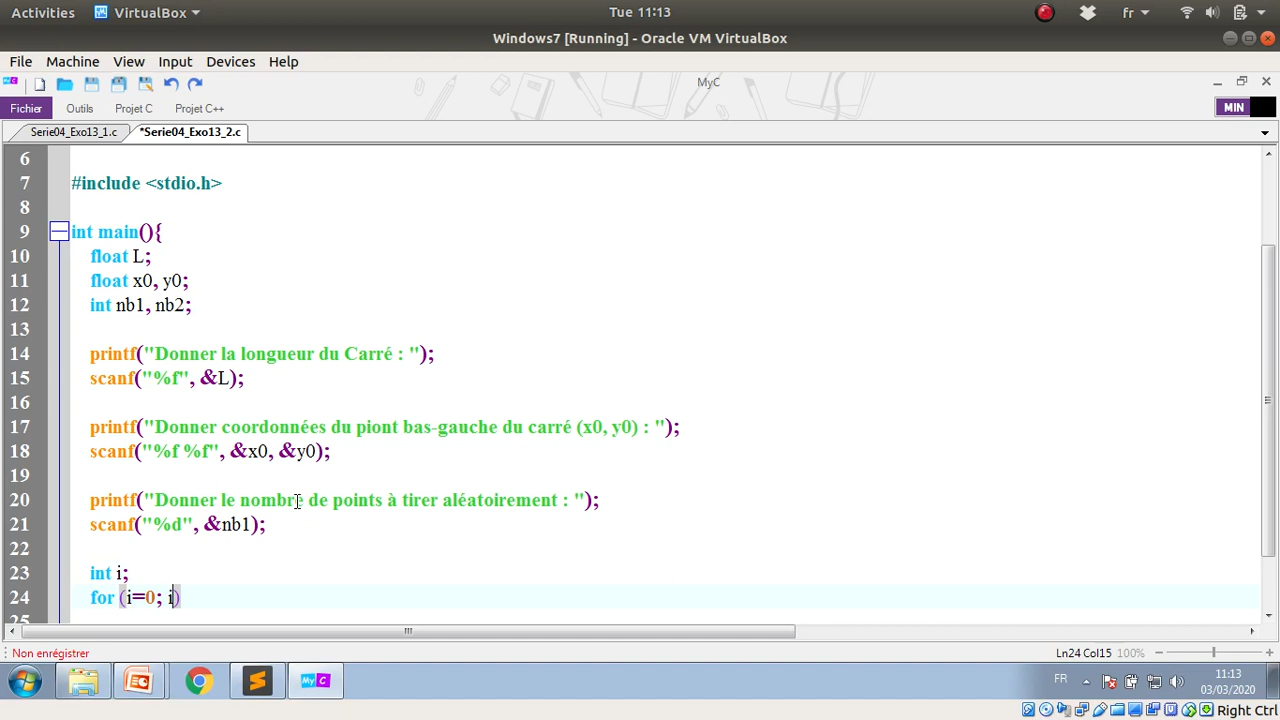 Activities VirtualBox Tue 11:13 fr
Windows7 [Running] - Oracle VM VirtualBox
File Machine View Input Devices Help
MyC
Fichier Outils Projet C Projet C++ MIN
Serie04_Exo13_1.c *Serie04_Exo13_2.c
6
7 #include <stdio.h>
8
9 int main(){
10 float L;
11 float x0, y0;
12 int nb1, nb2;
13
14 printf("Donner la longueur du Carré : ");
15 scanf("%f", &L);
16
17 printf("Donner coordonnées du piont bas-gauche du carré (x0, y0) : ");
18 scanf("%f %f", &x0, &y0);
19
20 printf("Donner le nombre de points à tirer aléatoirement : ");
21 scanf("%d", &nb1);
22
23 int i;
24 for (i=0; i)
25
Non enrégistrer Ln24 Col15 100%
MyC FR 11:13
03/03/2020
Right Ctrl